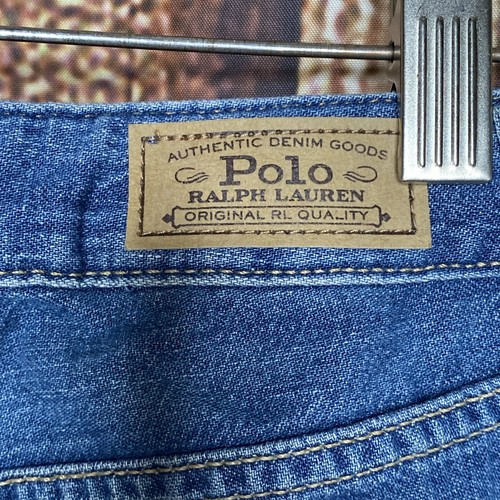 AUTHENTIC DENIM GOODS
Polo
RALPH LAUREN
ORIGINAL RL QUALITY